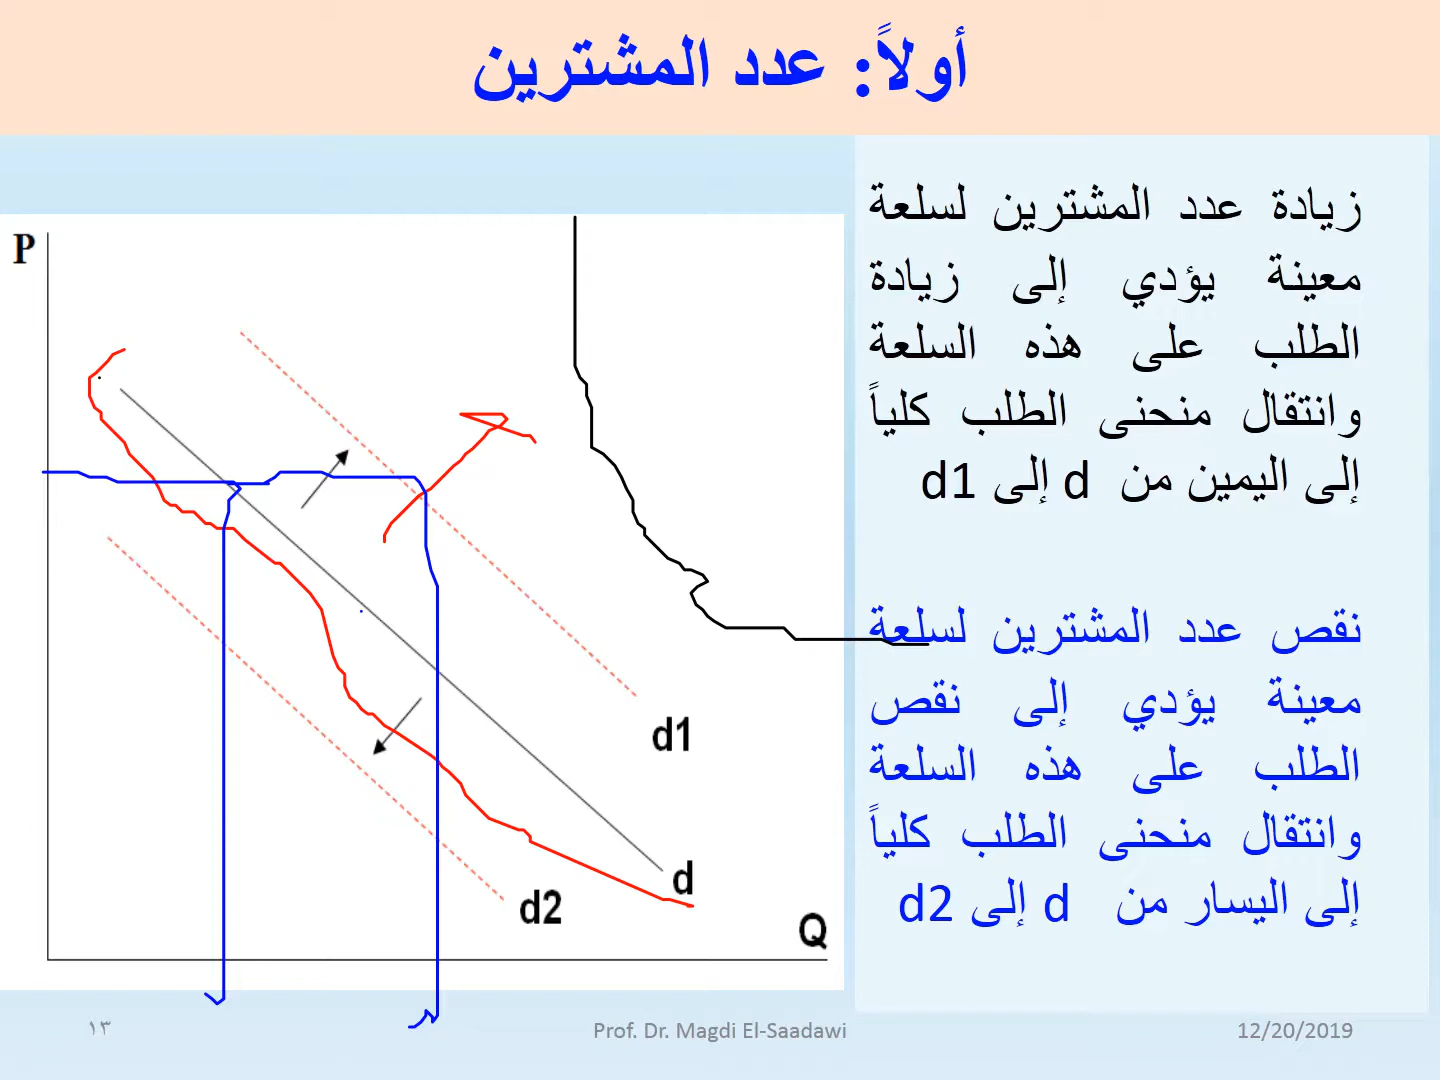 أولاً: عدد المشترين
زيادة عدد المشترين لسلعة
معينة يؤدي إلى زيادة
الطلب على هذه السلعة
وانتقال منحنى الطلب كلياً
إلى اليمين من d إلى d1
نقص عدد المشترين لسلعة
معينة يؤدي إلى نقص
الطلب على هذه السلعة
وانتقال منحنى الطلب كلياً
إلى اليسار من d إلى d2
P
d1
d
d2
Q
١٣
Prof. Dr. Magdi El-Saadawi
12/20/2019